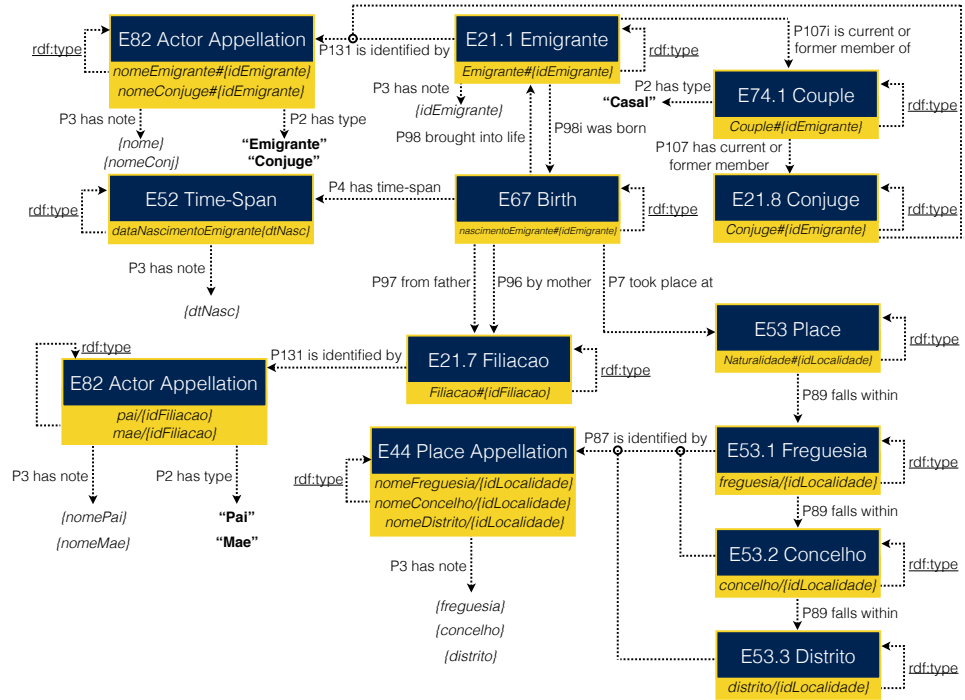 E82 Actor Appellation
nomeEmigrante#{idEmigrante}
nomeConjuge#{idEmigrante}
rdf:type
P131 is identified by
E21.1 Emigrante
Emigrante#{idEmigrante}
rdf:type
P107i is current or
former member of
P3 has note
{nome}
{nomeConj}
P2 has type
“Emigrante”
“Conjuge”
P3 has note
{idEmigrante}
P2 has type
“Casal”
E74.1 Couple
Couple#{idEmigrante}
rdf:type
P98 brought into life
P98i was born
P107 has current or
former member
E52 Time-Span
dataNascimentoEmigrante{dtNasc}
rdf:type
P4 has time-span
E67 Birth
nascimentoEmigrante#{idEmigrante}
rdf:type
E21.8 Conjuge
Conjuge#{idEmigrante}
rdf:type
P3 has note
{dtNasc}
P97 from father
P96 by mother
P7 took place at
E53 Place
Naturalidade#{idLocalidade}
rdf:type
rdf:type
E82 Actor Appellation
pai/{idFiliacao}
mae/{idFiliacao}
P131 is identified by
E21.7 Filiacao
Filiacao#{idFiliacao}
rdf:type
P89 falls within
P3 has note
{nomePai}
{nomeMae}
P2 has type
“Pai”
“Mae”
E44 Place Appellation
nomeFreguesia/{idLocalidade}
nomeConcelho/{idLocalidade}
nomeDistrito/{idLocalidade}
rdf:type
P87 is identified by
E53.1 Freguesia
freguesia/{idLocalidade}
rdf:type
P89 falls within
P3 has note
{freguesia}
{concelho}
{distrito}
E53.2 Concelho
concelho/{idLocalidade}
rdf:type
P89 falls within
E53.3 Distrito
distrito/{idLocalidade}
rdf:type